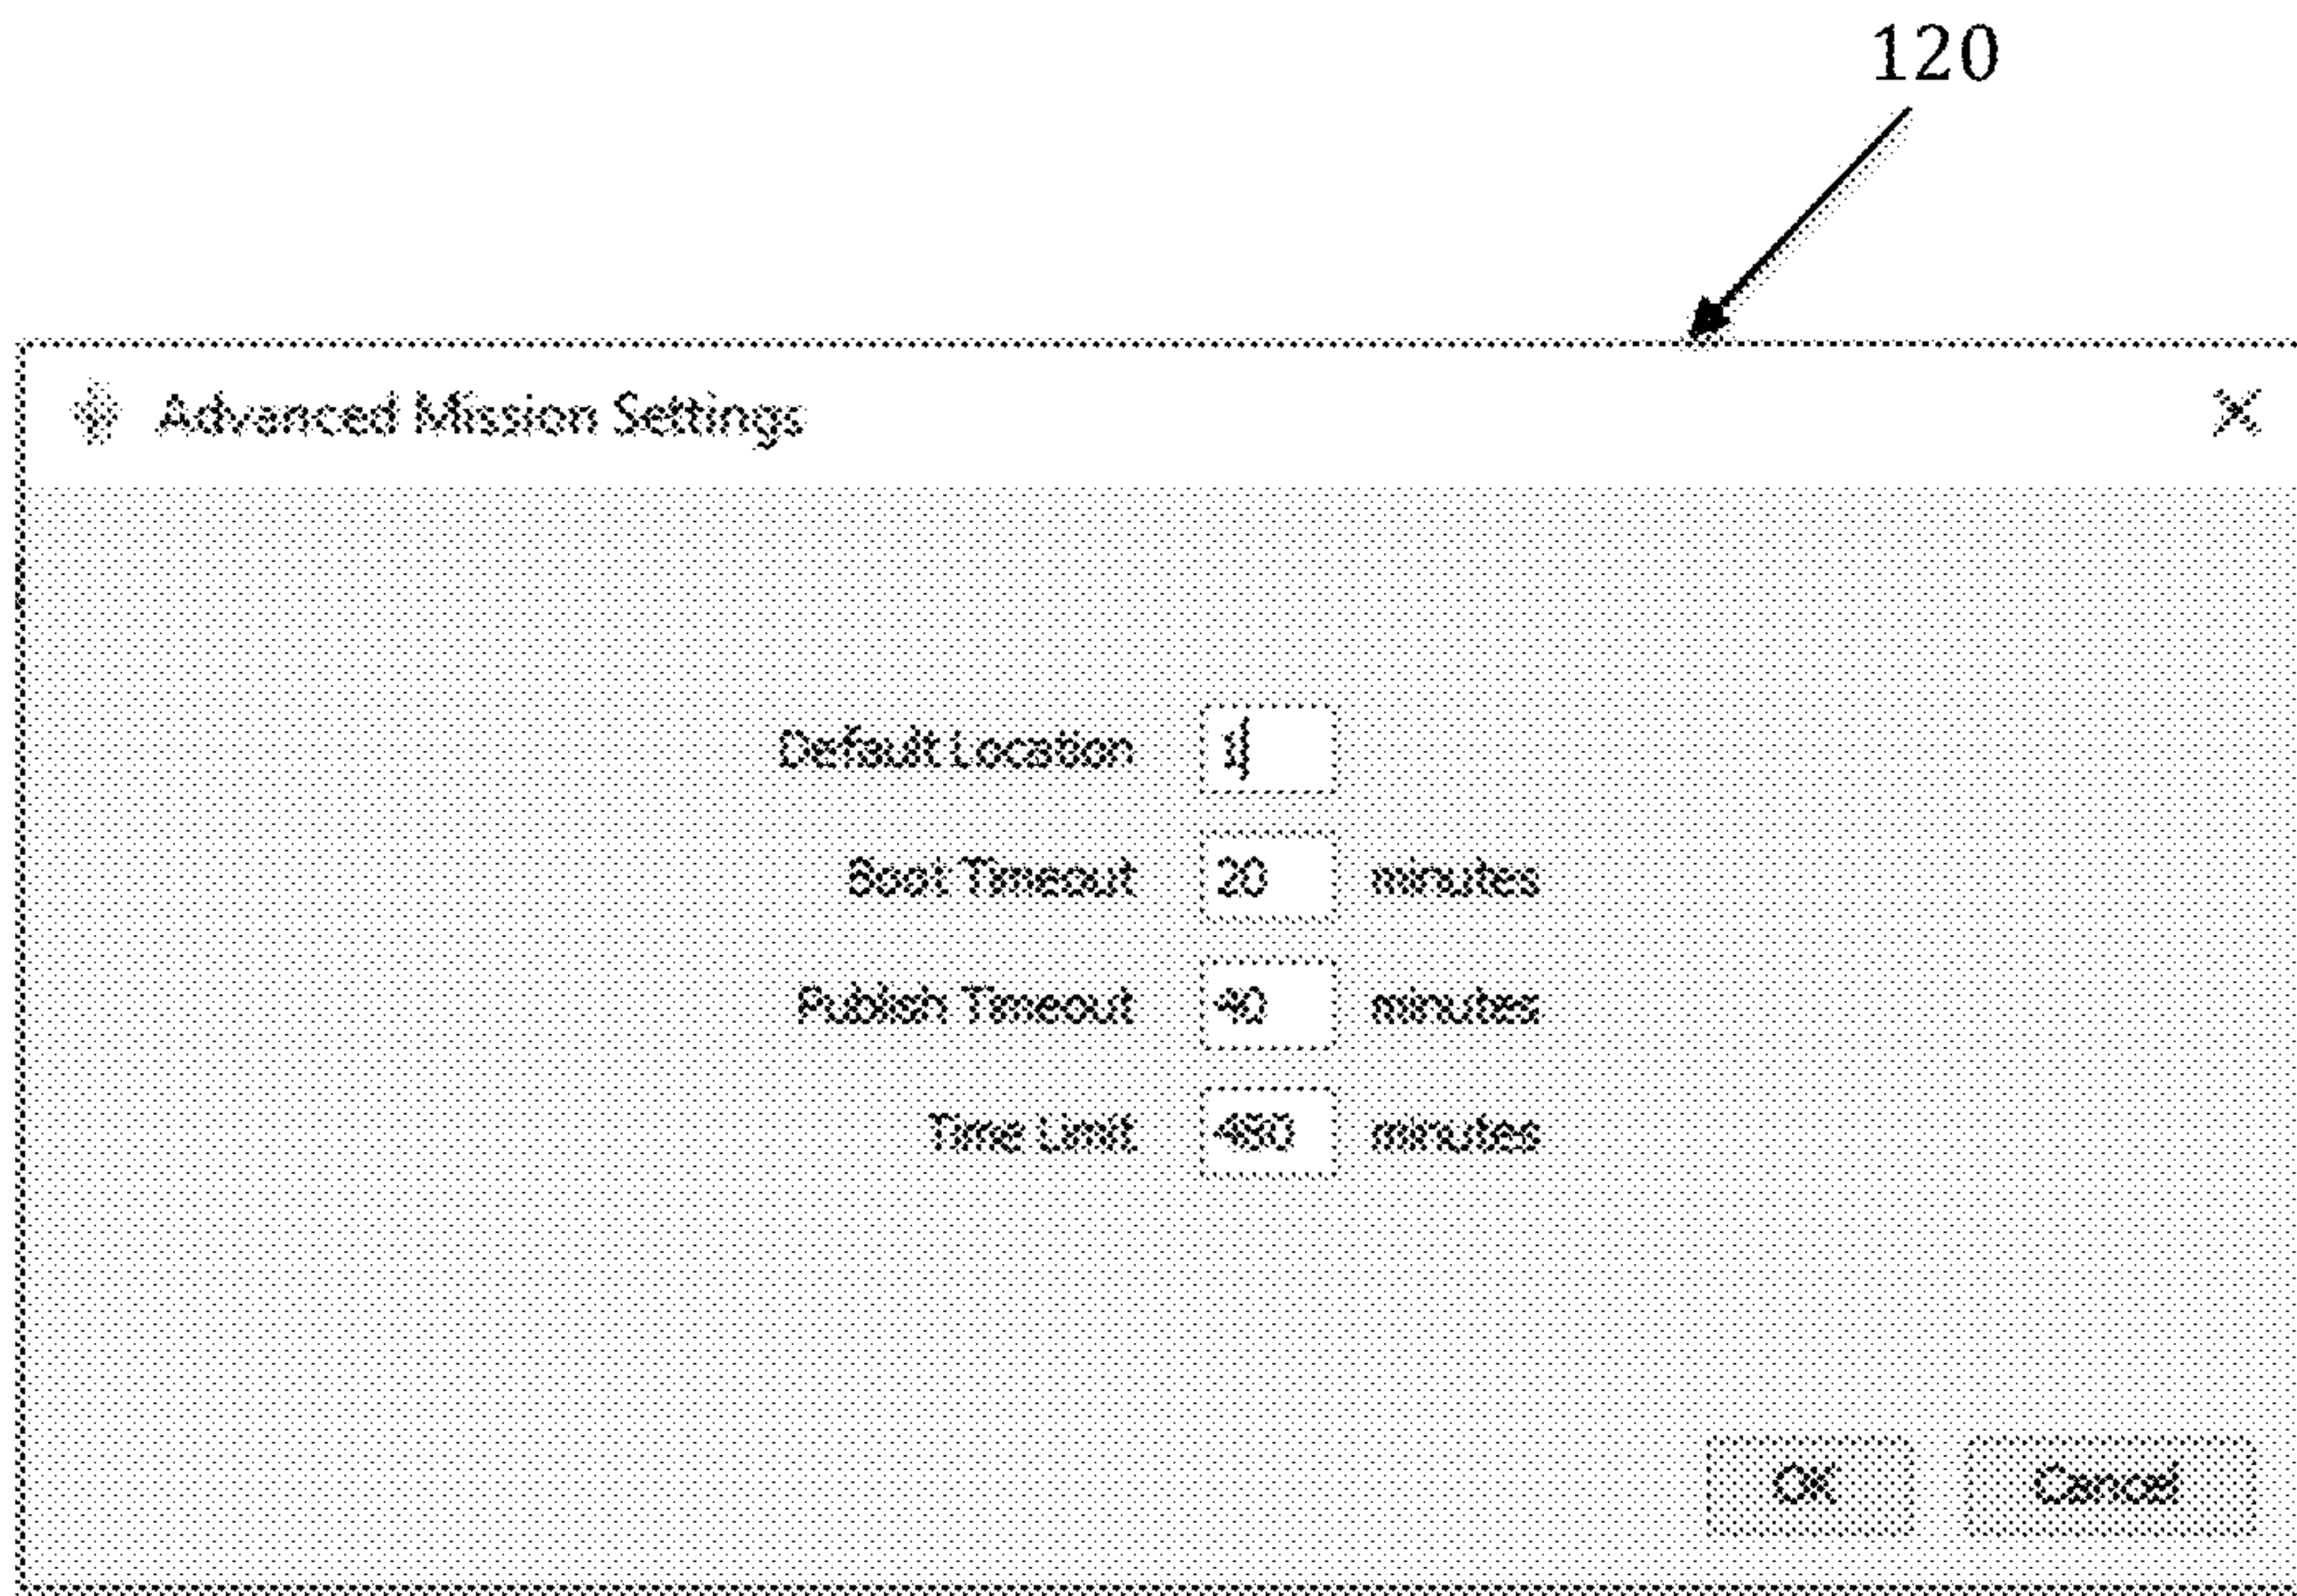 120
Advanced Mission Settings
Default Location 1
Boot Timeout 20 minutes
Publish Timeout 40 minutes
Time Limit 480 minutes
OK Cancel